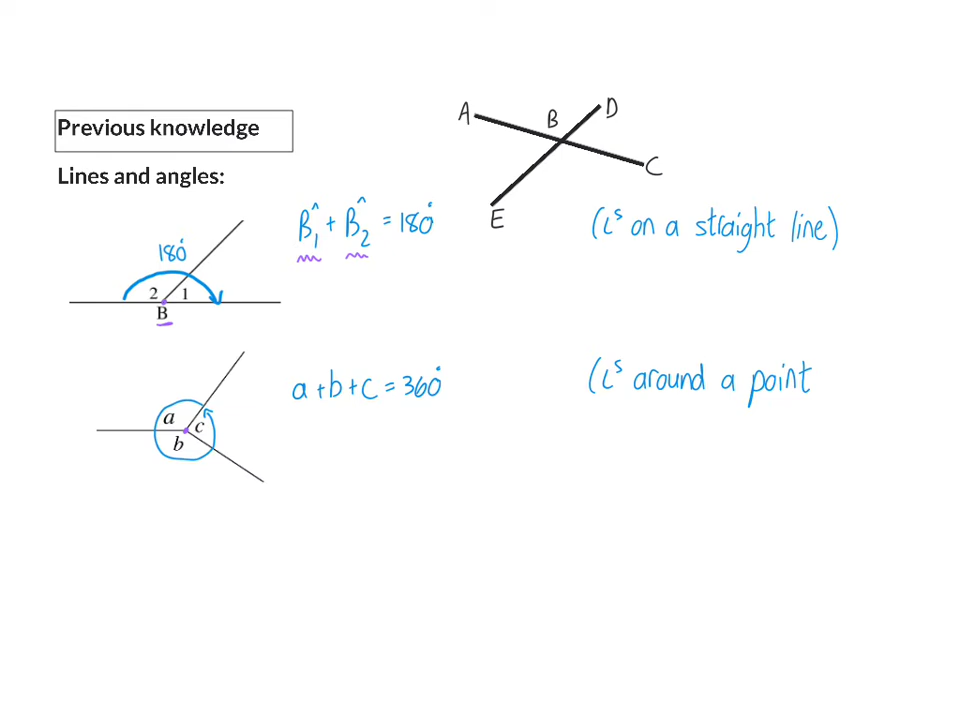 Previous knowledge
A B D
C
E
Lines and angles:
B̂₁ + B̂₂ = 180° (∠ˢ on a straight line)
180°
2 1
B
a + b + c = 360° (∠ˢ around a point
a
c
b